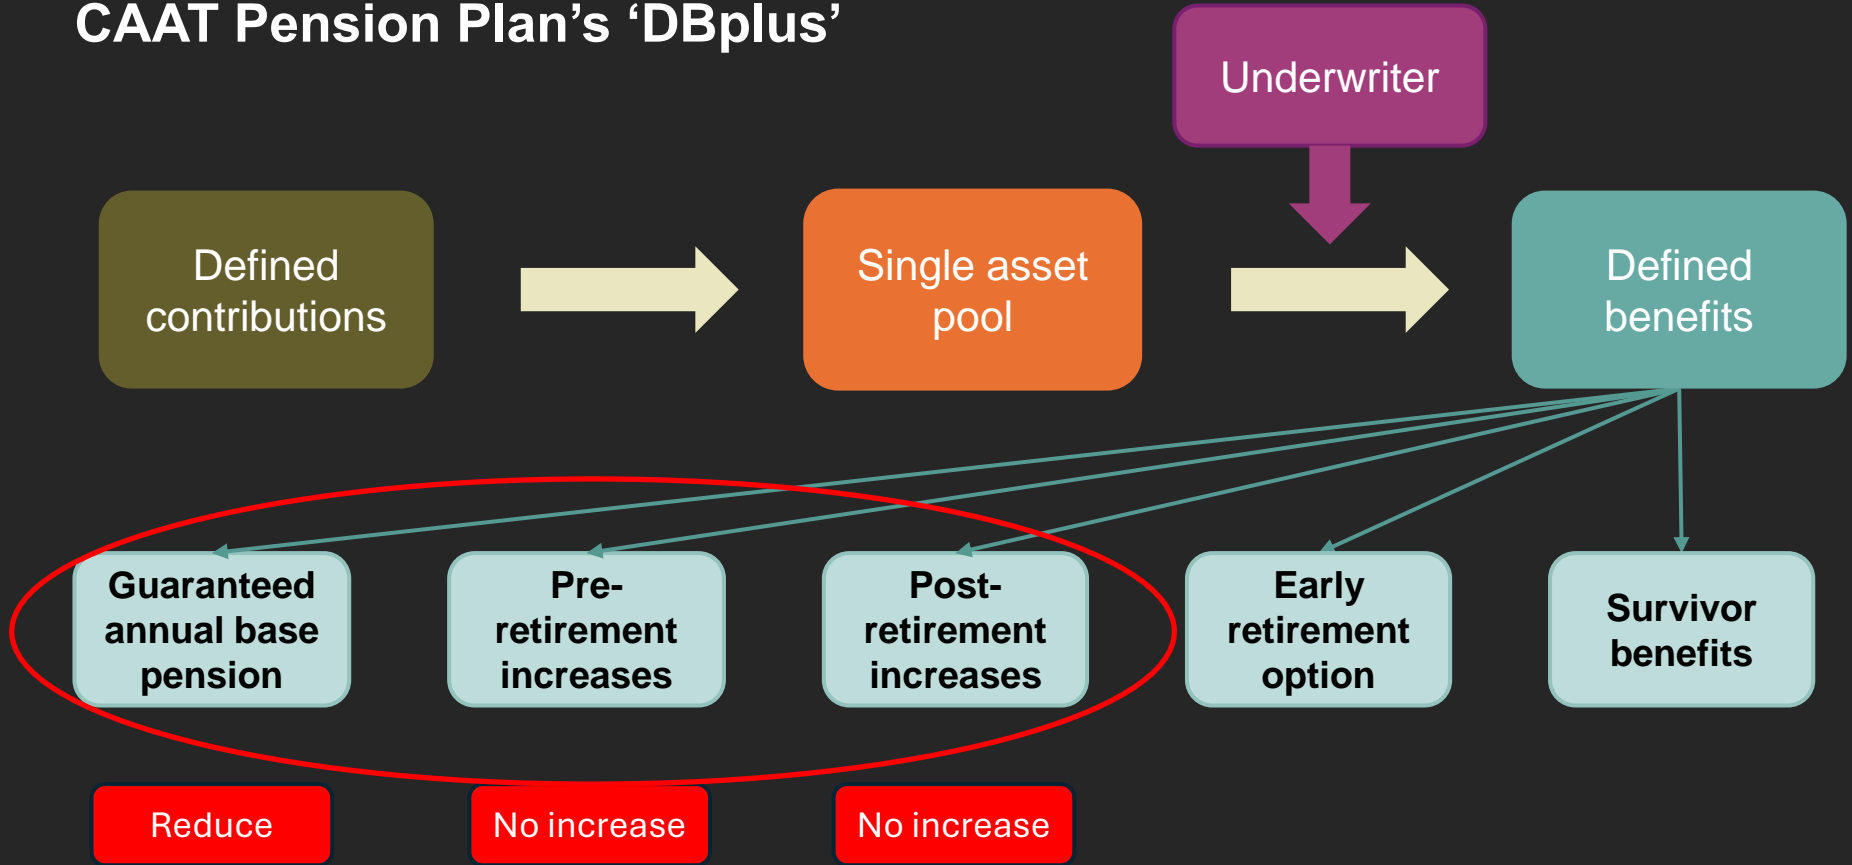 CAAT Pension Plan’s ‘DBplus’
Underwriter
Defined
contributions
Single asset
pool
Defined
benefits
Guaranteed
annual base
pension
Pre-
retirement
increases
Post-
retirement
increases
Early
retirement
option
Survivor
benefits
Reduce
No increase
No increase